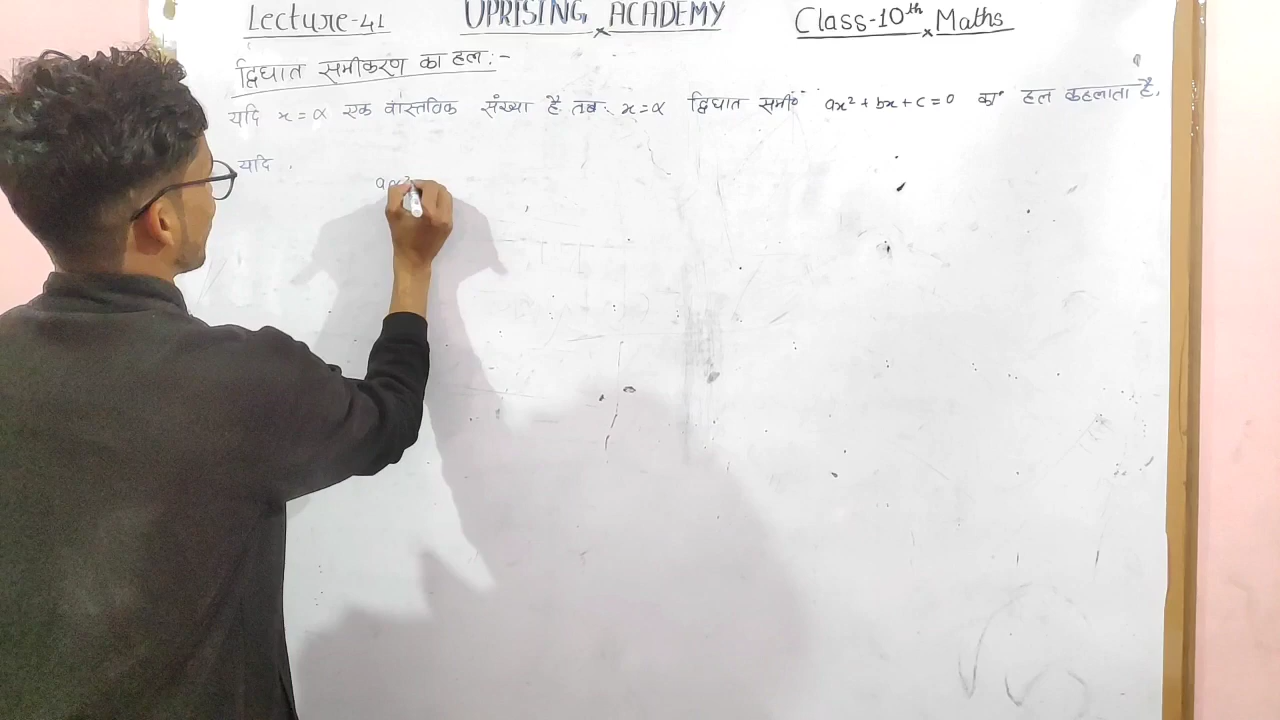 Lecture-41 UPRISING ACADEMY Class-10th Maths
द्विघात समीकरण का हल:-
यदि x=α एक वास्तविक संख्या है तब x=α द्विघात समी० ax²+bx+c=0 का हल कहलाता है,
यदि
aα²